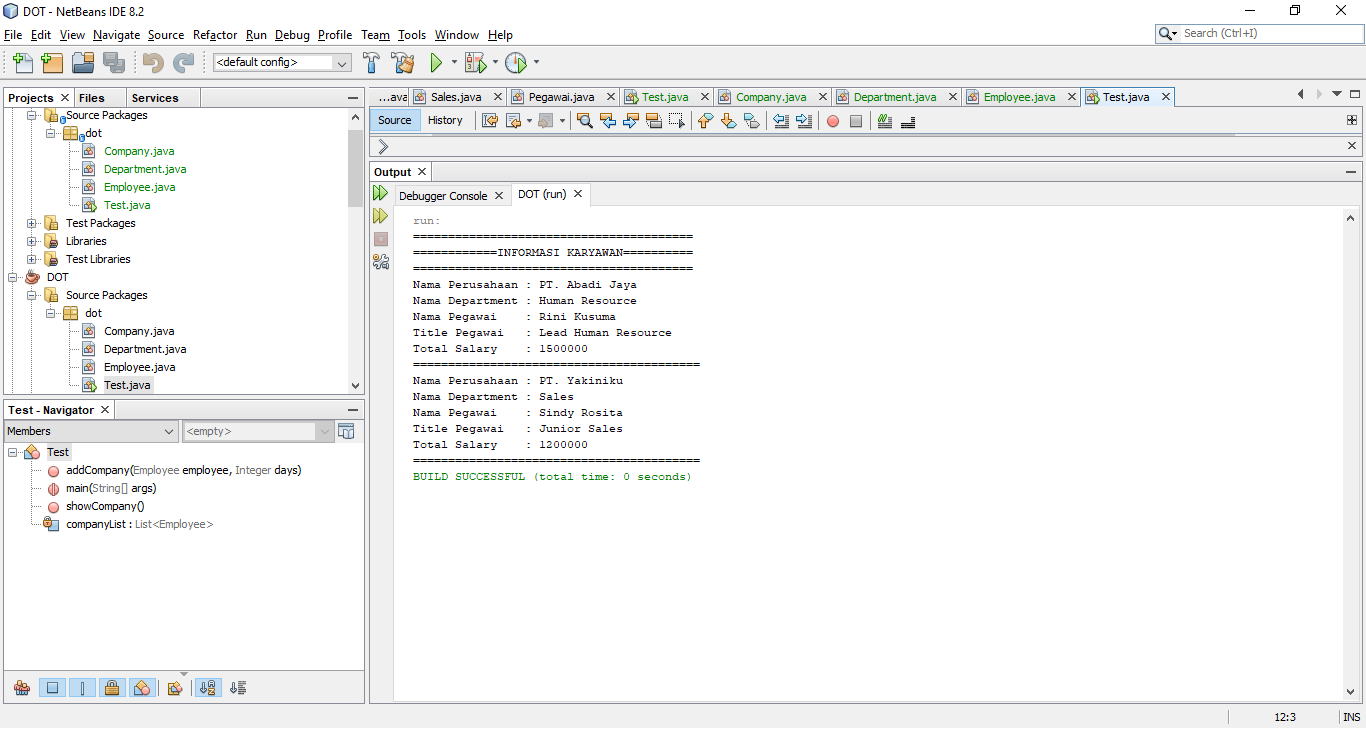 DOT - NetBeans IDE 8.2
File Edit View Navigate Source Refactor Run Debug Profile Team Tools Window Help
Search (Ctrl+I)
<default config>
Projects Files Services
Source Packages
dot
Company.java
Department.java
Employee.java
Test.java
Test Packages
Libraries
Test Libraries
DOT
Source Packages
dot
Company.java
Department.java
Employee.java
Test.java
Test - Navigator
Members <empty>
Test
addCompany(Employee employee, Integer days)
main(String[] args)
showCompany()
companyList : List<Employee>
...ava Sales.java Pegawai.java Test.java Company.java Department.java Employee.java Test.java
Source History
Output
Debugger Console DOT (run)
run:
========================================
============INFORMASI KARYAWAN==========
========================================
Nama Perusahaan : PT. Abadi Jaya
Nama Department : Human Resource
Nama Pegawai    : Rini Kusuma
Title Pegawai   : Lead Human Resource
Total Salary    : 1500000
=========================================
Nama Perusahaan : PT. Yakiniku
Nama Department : Sales
Nama Pegawai    : Sindy Rosita
Title Pegawai   : Junior Sales
Total Salary    : 1200000
=========================================
BUILD SUCCESSFUL (total time: 0 seconds)
12:3 INS